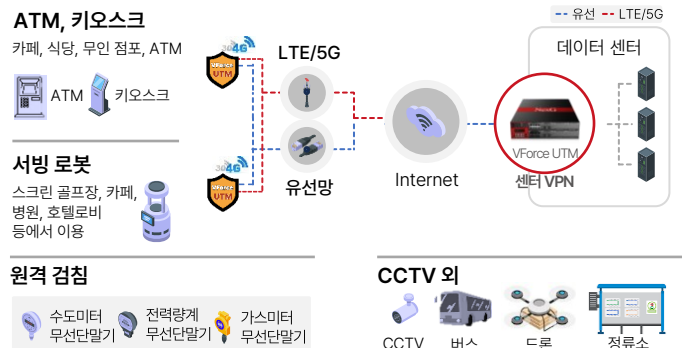 ATM, 키오스크
카페, 식당, 무인 점포, ATM
ATM
키오스크
서빙 로봇
스크린 골프장, 카페,
병원, 호텔로비
등에서 이용
4G
VForce
UTM
4G
VForce
UTM
LTE/5G
유선망
Internet
유선
LTE/5G
데이터 센터
VForce UTM
센터 VPN
원격 검침
수도미터
무선단말기
전력량계
무선단말기
가스미터
무선단말기
CCTV 외
CCTV
버스
드론
정류소